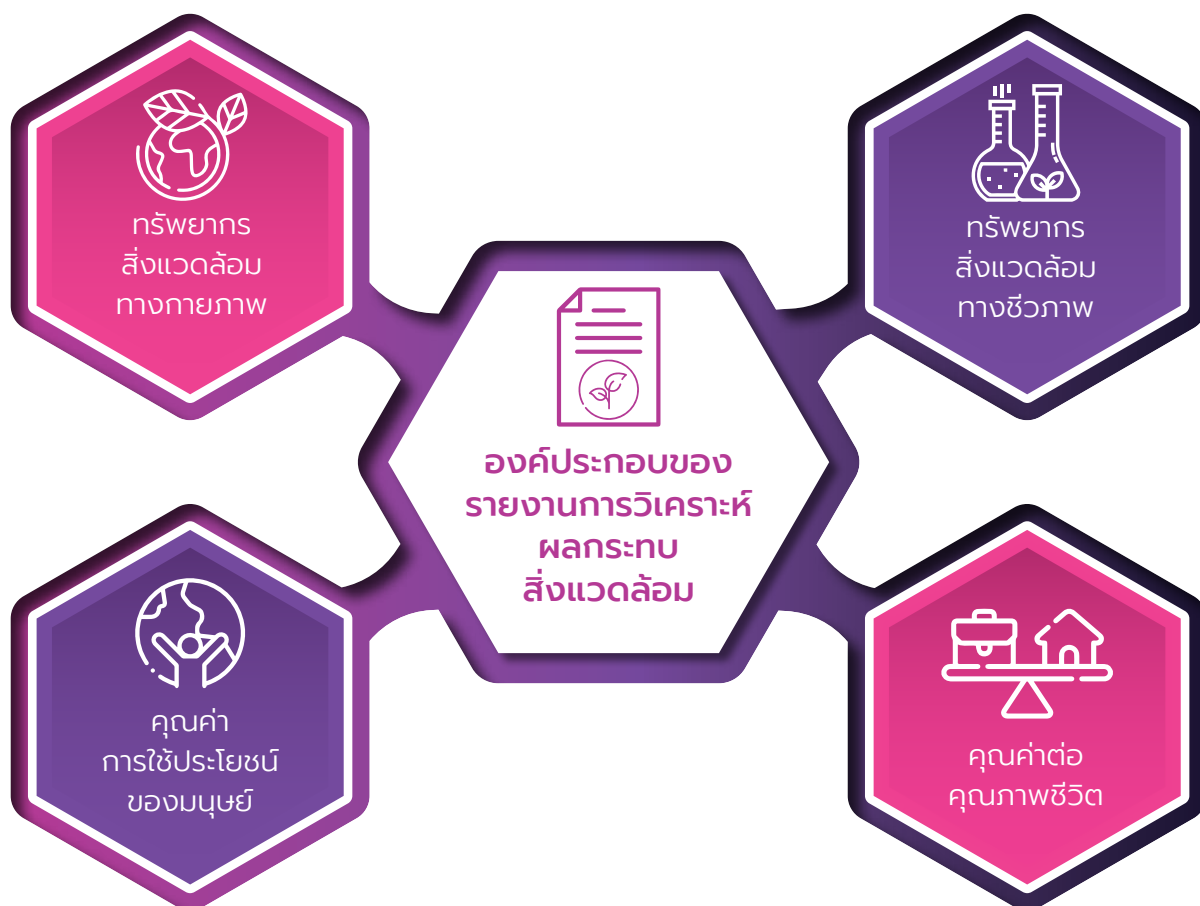 ทรัพยากร
สิ่งแวดล้อม
ทางกายภาพ
ทรัพยากร
สิ่งแวดล้อม
ทางชีวภาพ
องค์ประกอบของ
รายงานการวิเคราะห์
ผลกระทบ
สิ่งแวดล้อม
คุณค่า
การใช้ประโยชน์
ของมนุษย์
คุณค่าต่อ
คุณภาพชีวิต